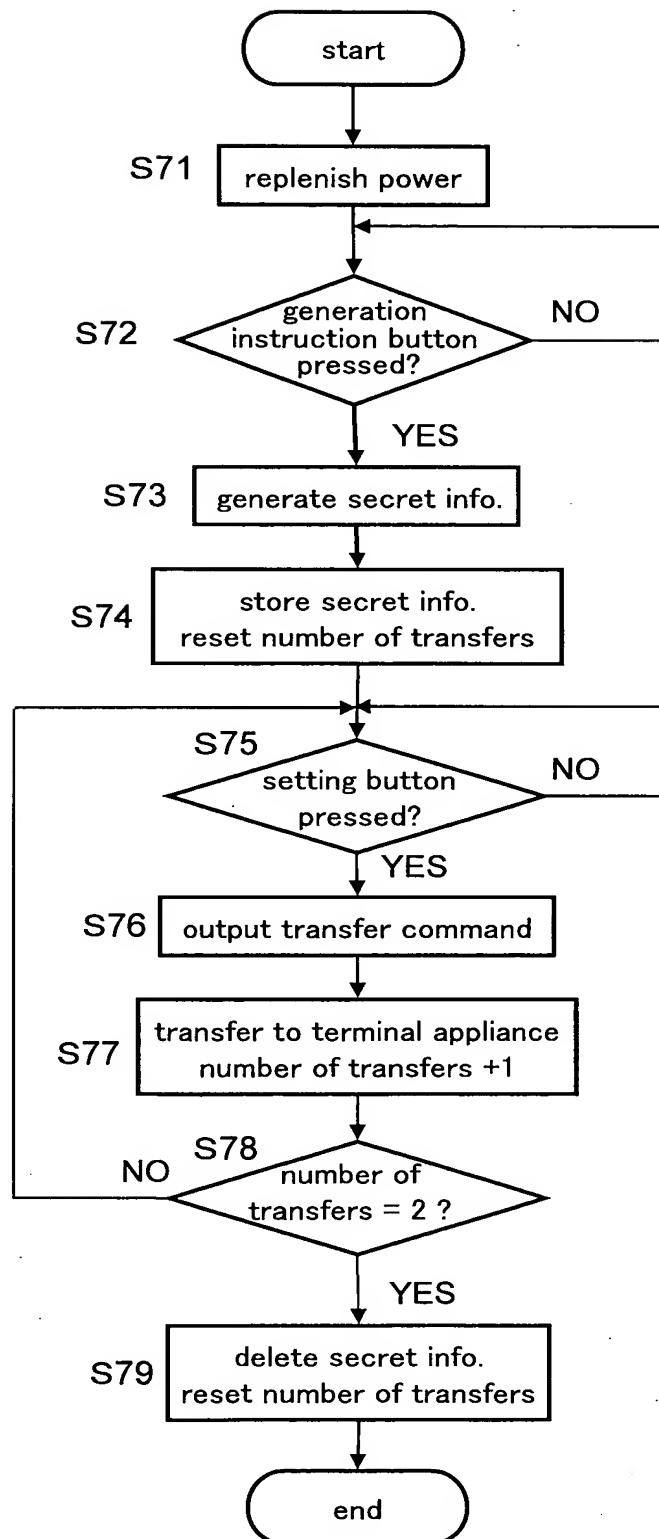 start
S71
replenish power
S72
generation
instruction button
pressed?
NO
YES
S73
generate secret info.
S74
store secret info.
reset number of transfers
S75
setting button
pressed?
NO
YES
S76
output transfer command
S77
transfer to terminal appliance
number of transfers +1
S78
NO
number of
transfers = 2 ?
YES
S79
delete secret info.
reset number of transfers
end